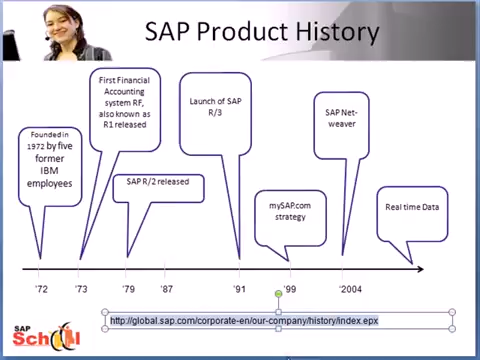 SAP Product History
Founded in
1972 by five
former
IBM
employees
First Financial
Accounting
system RF,
also known as
R1 released
SAP R/2 released
Launch of SAP
R/3
mySAP.com
strategy
SAP Net-
weaver
Real time Data
'72
'73
'79
'87
'91
'99
'2004
http://global.sap.com/corporate-en/our-company/history/index.epx
SAP
School